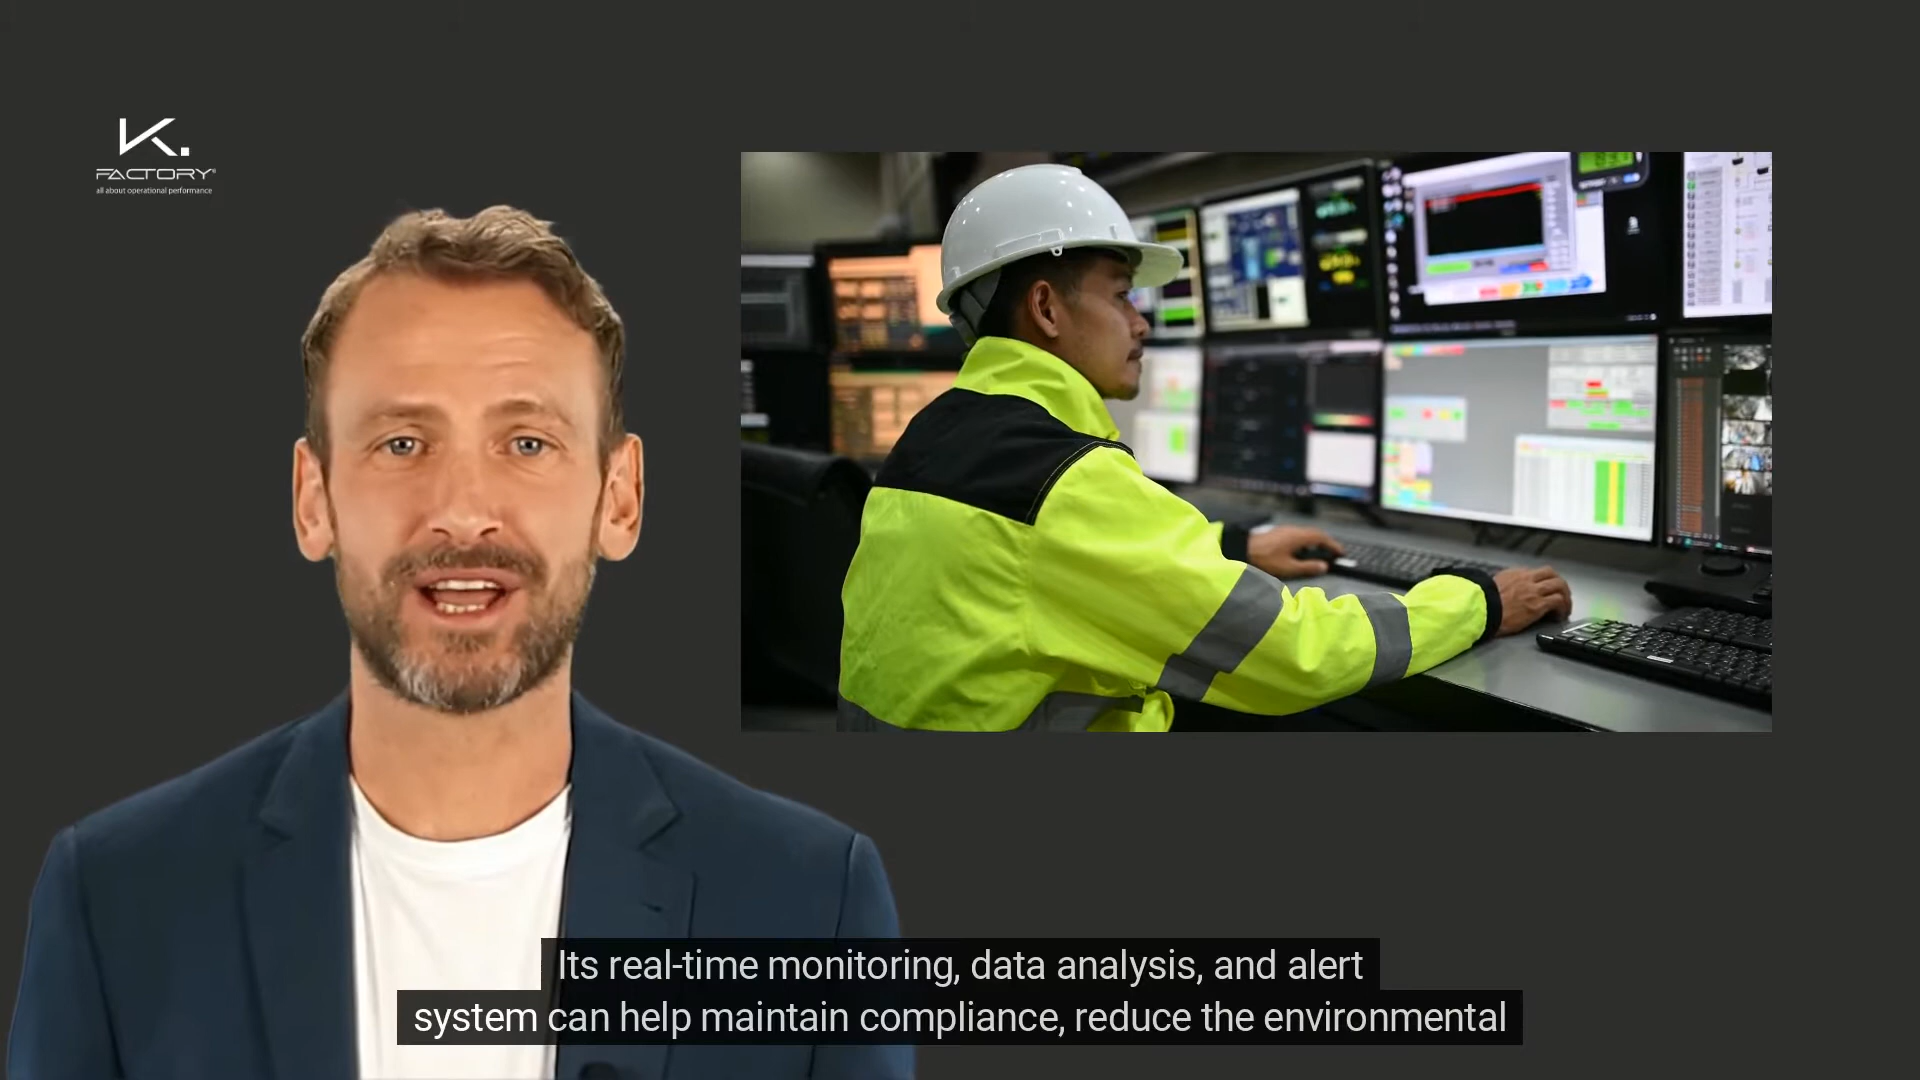 K.
FACTORY®
all about operational performance
Its real-time monitoring, data analysis, and alert
system can help maintain compliance, reduce the environmental